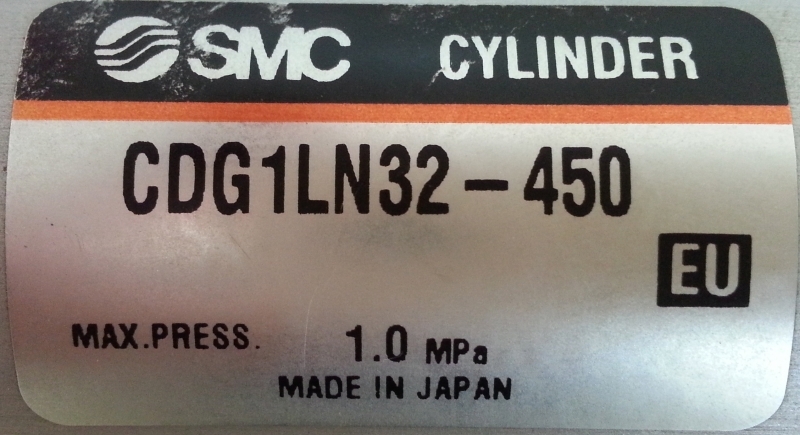 SMC CYLINDER
CDG1LN32-450
EU
MAX.PRESS. 1.0 MPa
MADE IN JAPAN